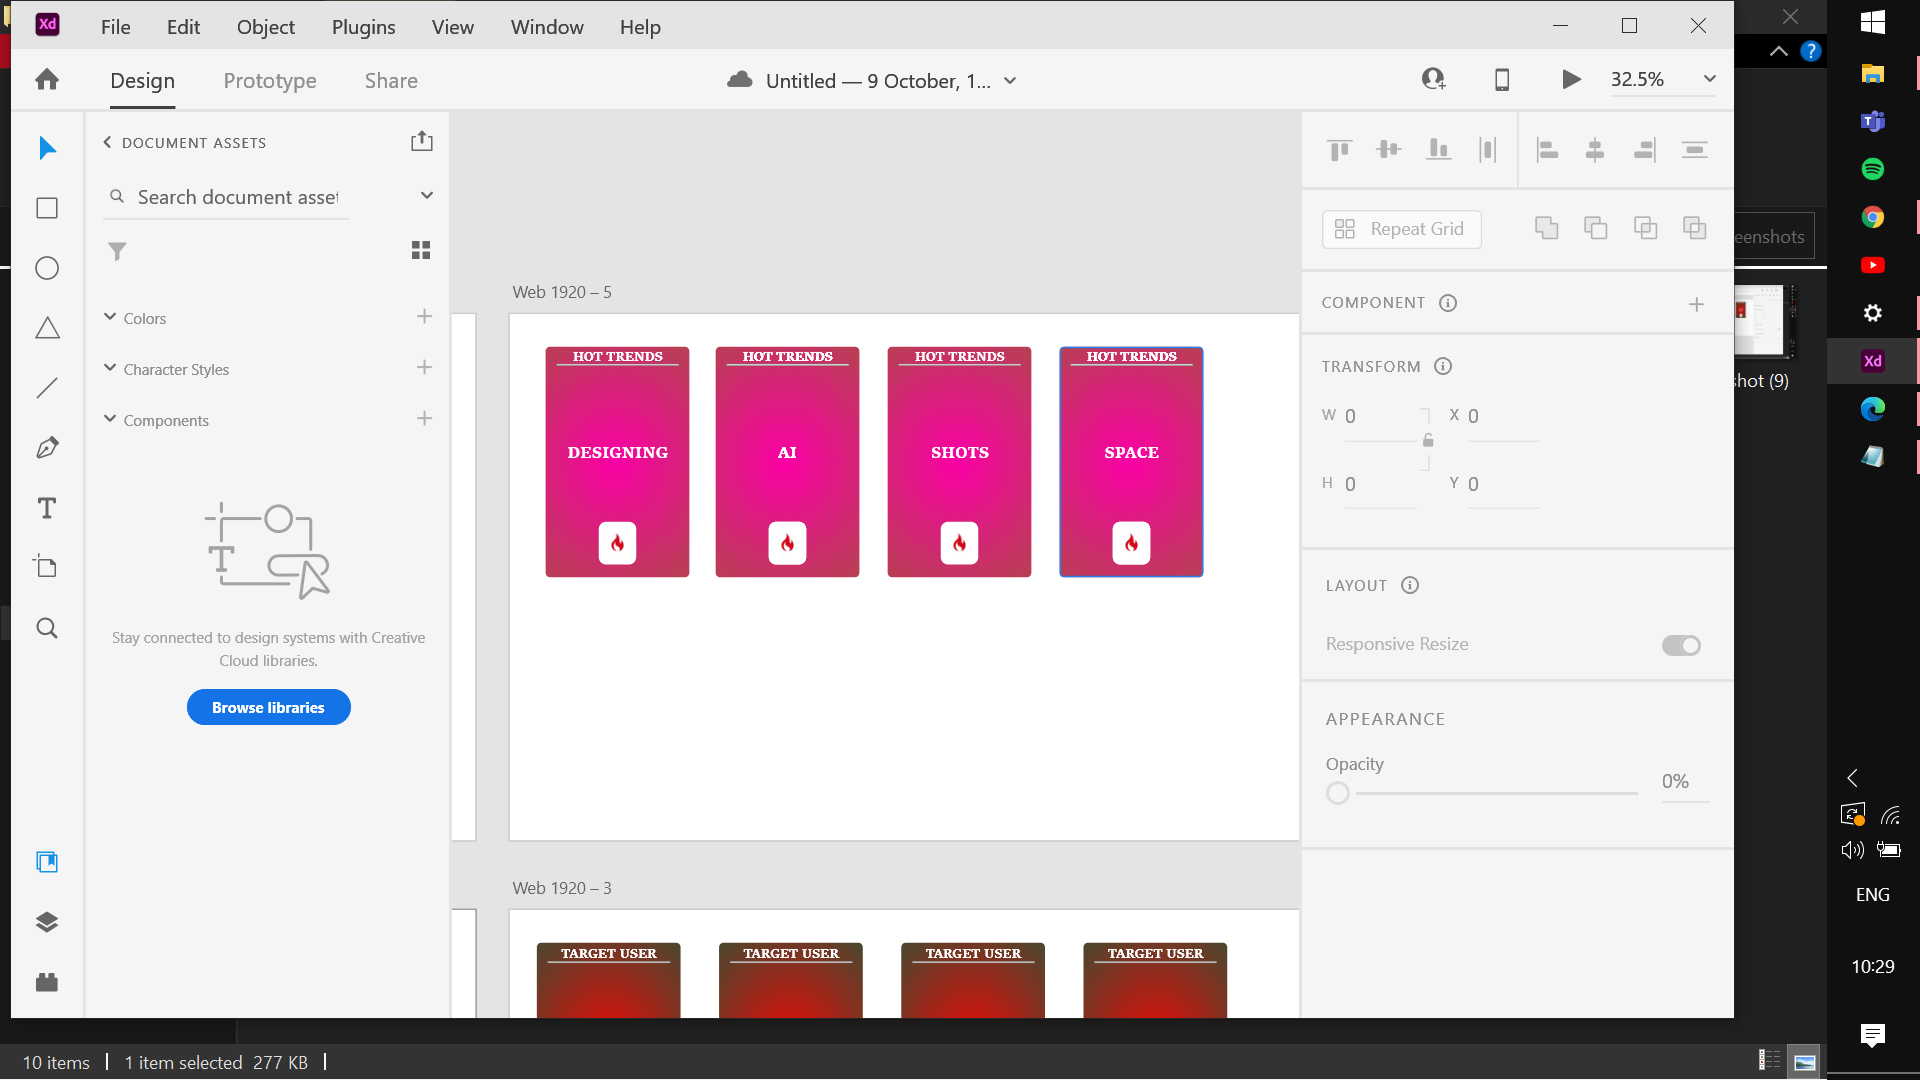 Xd File Edit Object Plugins View Window Help
Design Prototype Share Untitled — 9 October, 1... 32.5%
DOCUMENT ASSETS
Search document asset
Colors
Character Styles
Components
Stay connected to design systems with Creative
Cloud libraries.
Browse libraries
Web 1920 – 5
HOT TRENDS HOT TRENDS HOT TRENDS HOT TRENDS
DESIGNING AI SHOTS SPACE
Web 1920 – 3
TARGET USER TARGET USER TARGET USER TARGET USER
Repeat Grid
COMPONENT
TRANSFORM
W 0 X 0
H 0 Y 0
LAYOUT
Responsive Resize
APPEARANCE
Opacity
0%
eenshots
shot (9)
Xd
ENG
10:29
10 items 1 item selected 277 KB